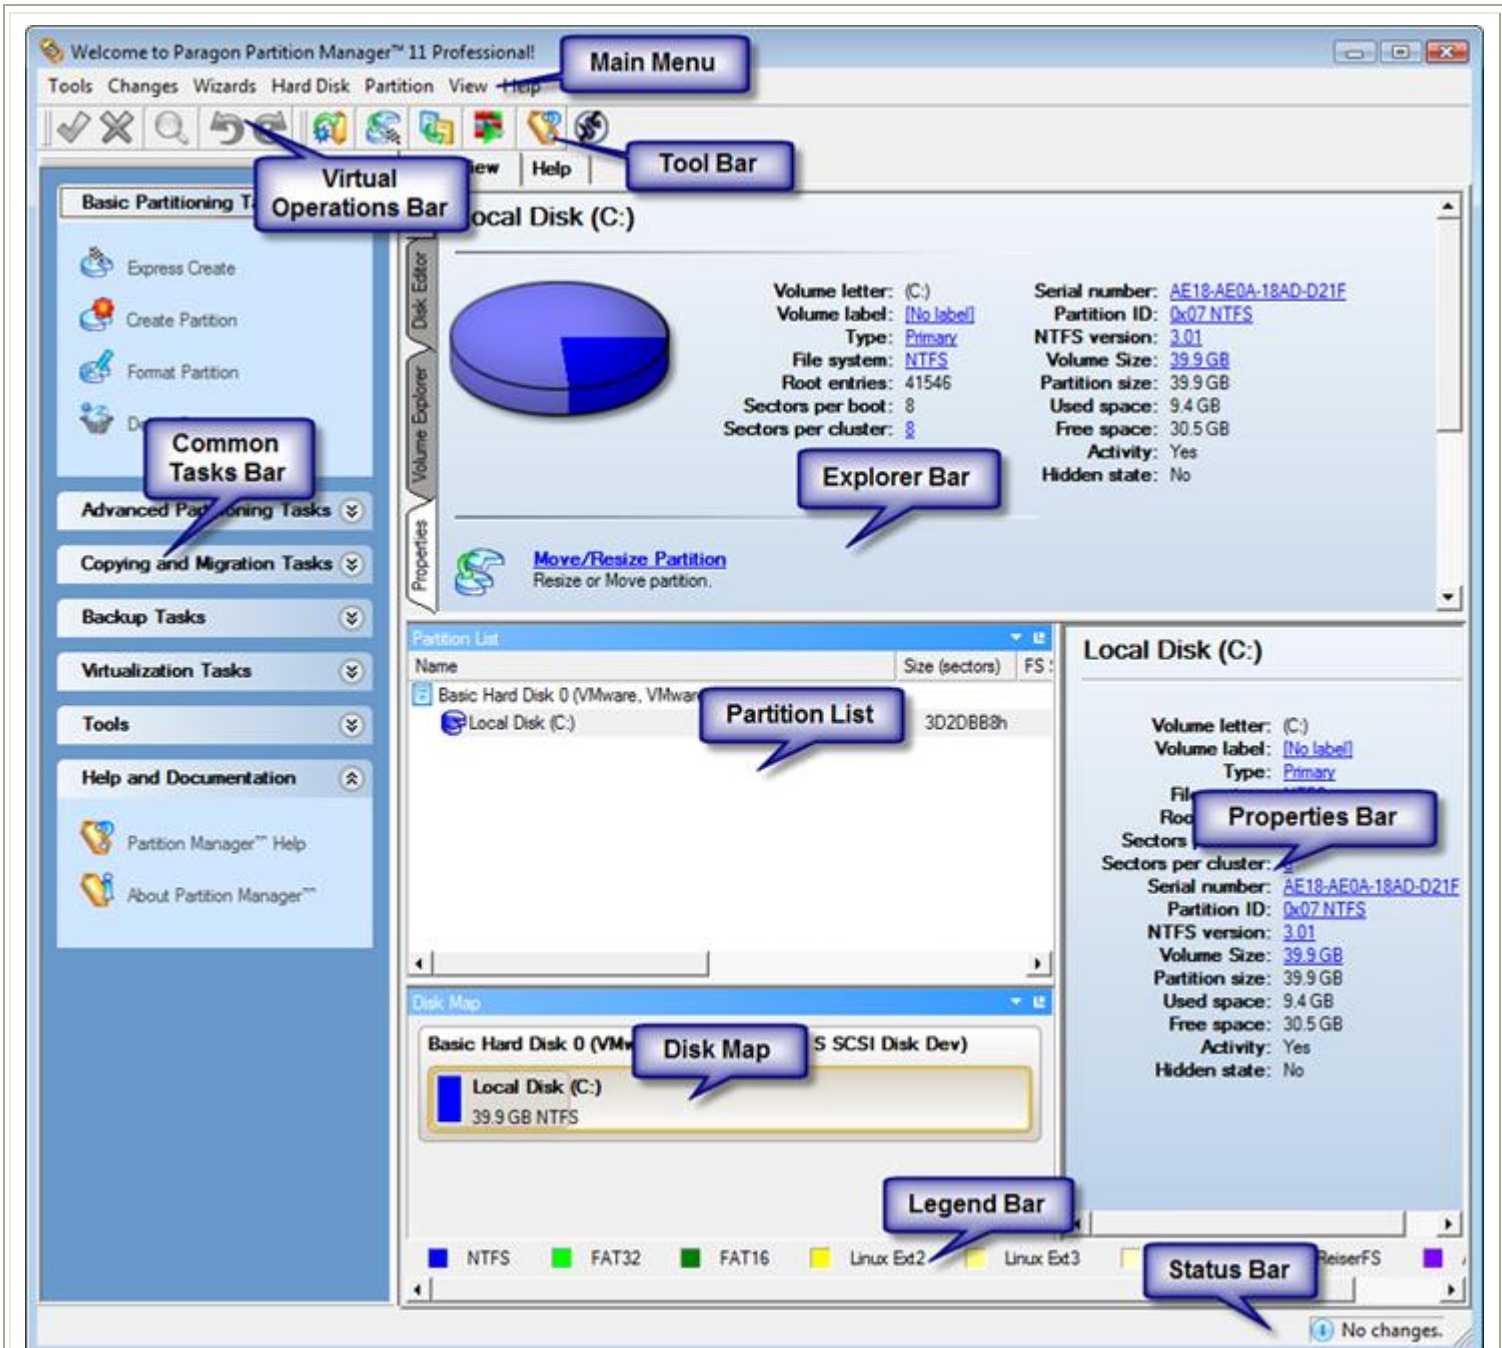 Welcome to Paragon Partition Manager™ 11 Professional!
Main Menu
Tools Changes Wizards Hard Disk Partition View Help
Virtual
Operations Bar
Tool Bar
Help
Basic Partitioning
Express Create
Create Partition
Format Partition
Common
Tasks Bar
Advanced Partitioning Tasks
Copying and Migration Tasks
Backup Tasks
Virtualization Tasks
Tools
Help and Documentation
Partition Manager™ Help
About Partition Manager™
Disk Editor
Volume Explorer
Properties
Local Disk (C:)
Volume letter: (C:)
Volume label: [No label]
Type: Primary
File system: NTFS
Root entries: 41546
Sectors per boot: 8
Sectors per cluster: 8
Serial number: AE18-AE0A-18AD-D21F
Partition ID: 0x07 NTFS
NTFS version: 3.01
Volume Size: 39.9 GB
Partition size: 39.9 GB
Used space: 9.4 GB
Free space: 30.5 GB
Activity: Yes
Hidden state: No
Explorer Bar
Move/Resize Partition
Resize or Move partition.
Partition List
Name Size (sectors) FS
Basic Hard Disk 0 (VMware, VMware
Local Disk (C:) 3D2DBB8h
Partition List
Disk Map
Basic Hard Disk 0 S SCSI Disk Dev)
Disk Map
Local Disk (C:)
39.9 GB NTFS
Legend Bar
NTFS FAT32 FAT16 Linux Ext2 Linux Ext3 ReiserFS
Local Disk (C:)
Volume letter: (C:)
Volume label: [No label]
Type: Primary
Properties Bar
Sectors
Sectors per cluster: 8
Serial number: AE18-AE0A-18AD-D21F
Partition ID: 0x07 NTFS
NTFS version: 3.01
Volume Size: 39.9 GB
Partition size: 39.9 GB
Used space: 9.4 GB
Free space: 30.5 GB
Activity: Yes
Hidden state: No
Status Bar
No changes.